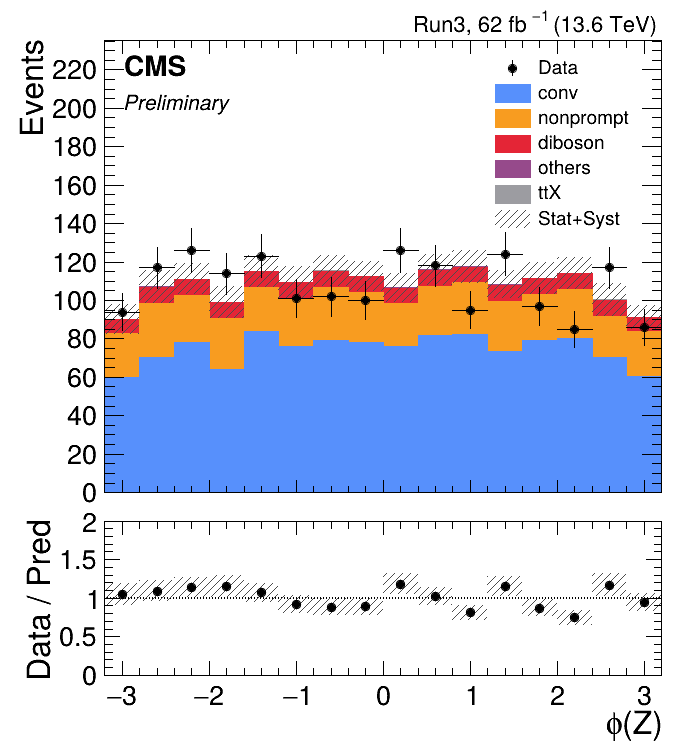 Run3, 62 fb⁻¹ (13.6 TeV)
CMS
Preliminary
Events
220
200
180
160
140
120
100
80
60
40
20
0
Data
conv
nonprompt
diboson
others
ttX
Stat+Syst
Data / Pred
2
1.5
1
0.5
0
−3
−2
−1
0
1
2
3
ϕ(Z)